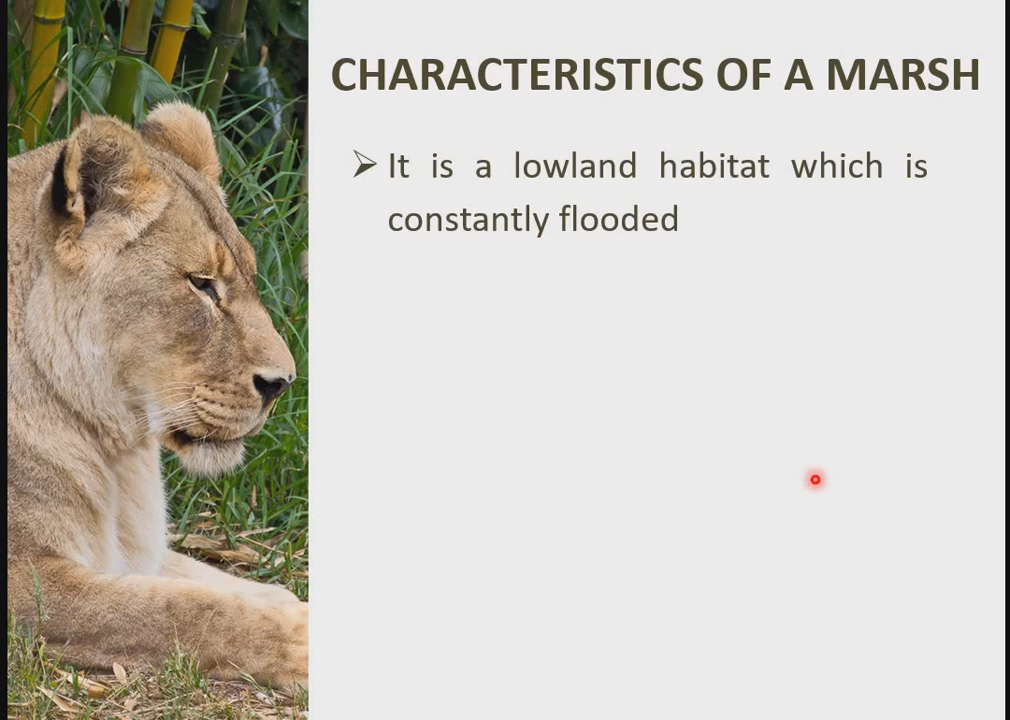 CHARACTERISTICS OF A MARSH
It is a lowland habitat which is
constantly flooded